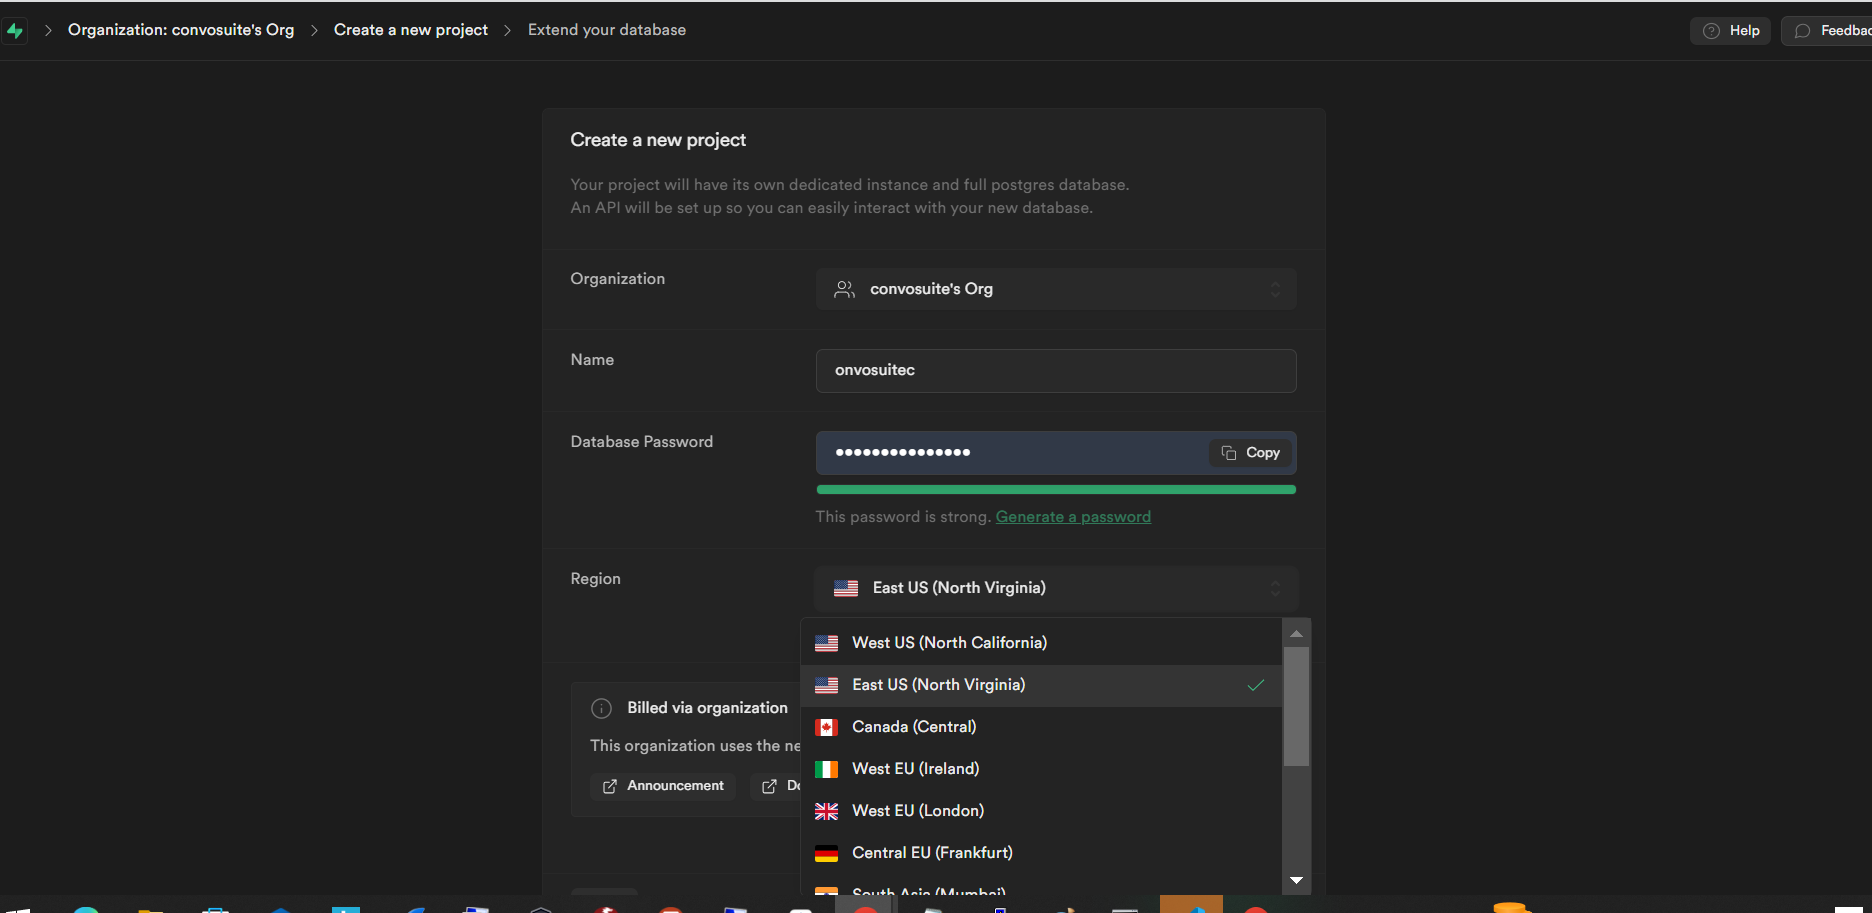 Organization: convosuite's Org > Create a new project > Extend your database
Help
Create a new project
Your project will have its own dedicated instance and full postgres database.
An API will be set up so you can easily interact with your new database.
Organization
convosuite's Org
Name
onvosuitec
Database Password
•••••••••••••••
Copy
This password is strong. Generate a password
Region
East US (North Virginia)
West US (North California)
East US (North Virginia)
Canada (Central)
West EU (Ireland)
West EU (London)
Central EU (Frankfurt)
South Asia (Mumbai)
Billed via organization
This organization uses the
Announcement